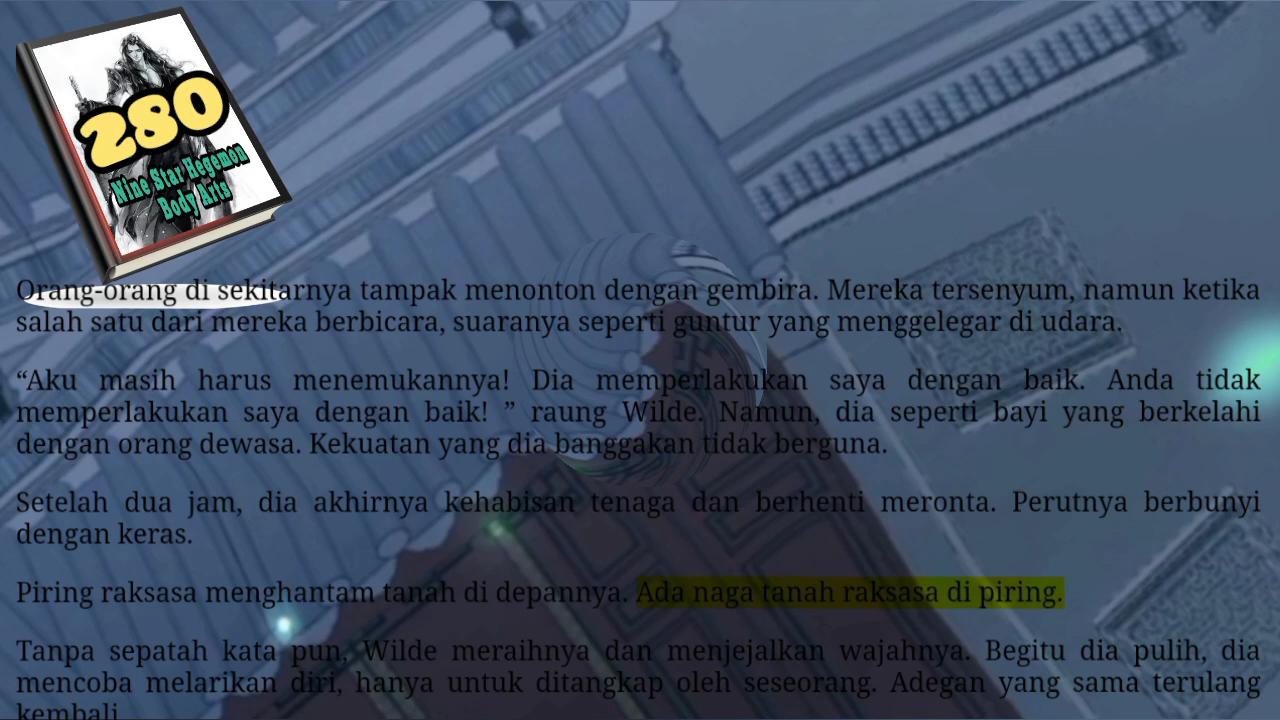 280
Nine Star Hegemon
Body Arts
Orang-orang di sekitarnya tampak menonton dengan gembira. Mereka tersenyum, namun ketika
salah satu dari mereka berbicara, suaranya seperti guntur yang menggelegar di udara.
“Aku masih harus menemukannya! Dia memperlakukan saya dengan baik. Anda tidak
memperlakukan saya dengan baik! ” raung Wilde. Namun, dia seperti bayi yang berkelahi
dengan orang dewasa. Kekuatan yang dia banggakan tidak berguna.
Setelah dua jam, dia akhirnya kehabisan tenaga dan berhenti meronta. Perutnya berbunyi
dengan keras.
Piring raksasa menghantam tanah di depannya. Ada naga tanah raksasa di piring.
Tanpa sepatah kata pun, Wilde meraihnya dan menjejalkan wajahnya. Begitu dia pulih, dia
mencoba melarikan diri, hanya untuk ditangkap oleh seseorang. Adegan yang sama terulang
kembali.